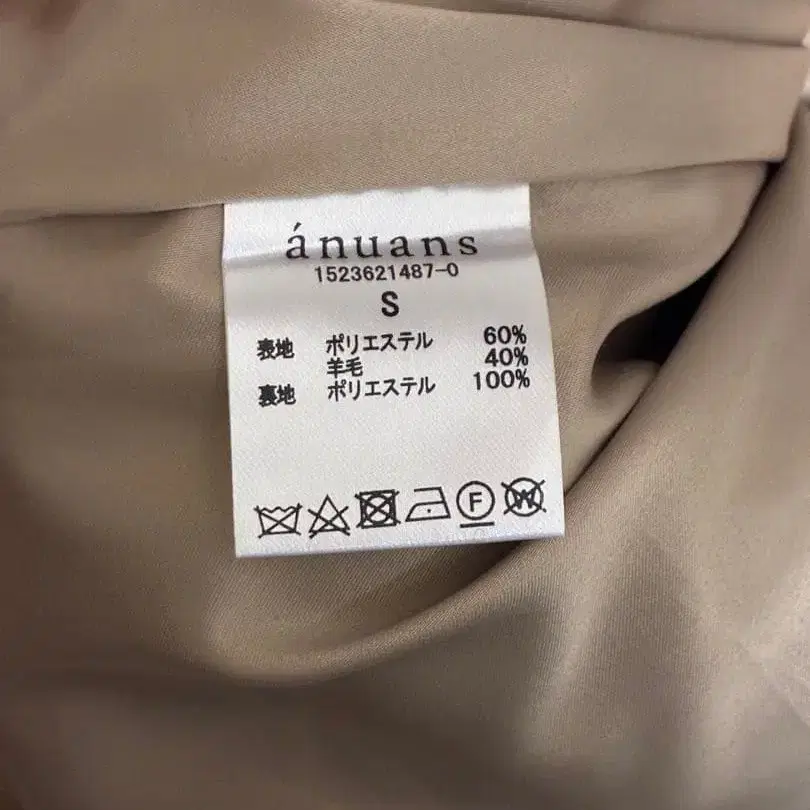 ánuans
1523621487-0
S
表地 ポリエステル 60%
羊毛 40%
裏地 ポリエステル 100%
F
W